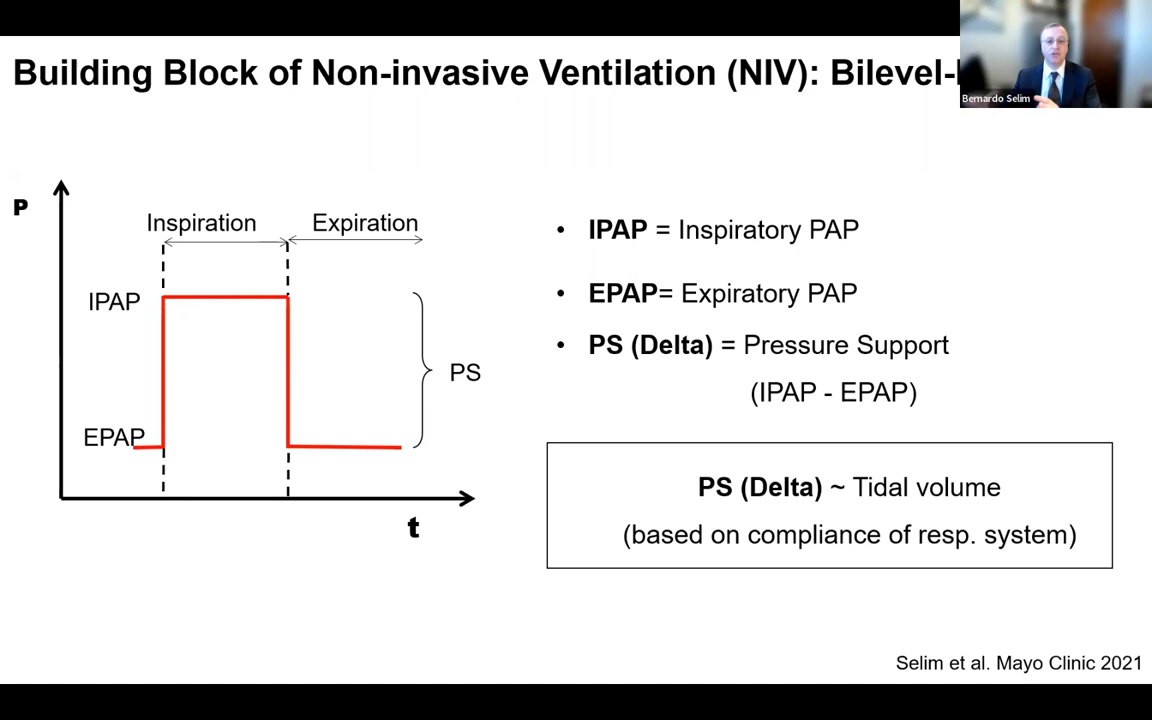 Building Block of Non-invasive Ventilation (NIV): Bilevel-
Bernardo Selim
P
Inspiration
Expiration
IPAP
EPAP
PS
t
• IPAP = Inspiratory PAP
• EPAP= Expiratory PAP
• PS (Delta) = Pressure Support
(IPAP - EPAP)
PS (Delta) ~ Tidal volume
(based on compliance of resp. system)
Selim et al. Mayo Clinic 2021